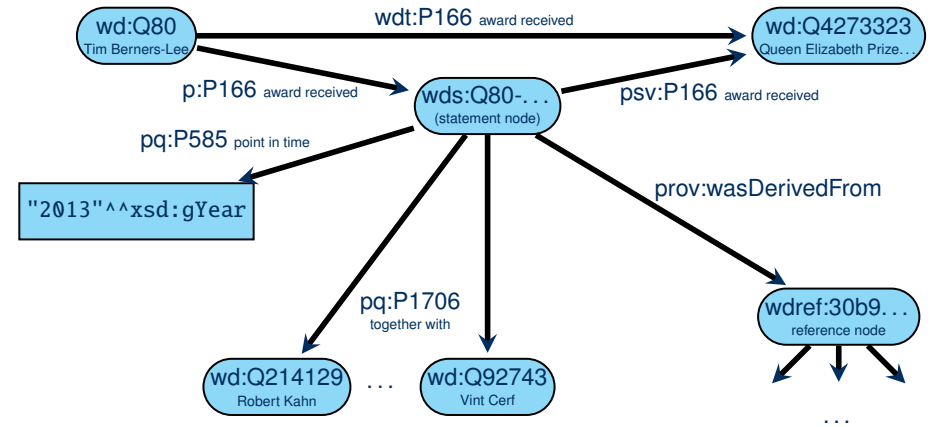 wd:Q80
Tim Berners-Lee
wdt:P166 award received
wd:Q4273323
Queen Elizabeth Prize...
p:P166 award received
wds:Q80-...
(statement node)
psv:P166 award received
pq:P585 point in time
"2013"^^xsd:gYear
prov:wasDerivedFrom
pq:P1706
together with
wdref:30b9...
reference node
wd:Q214129
Robert Kahn
...
wd:Q92743
Vint Cerf
...